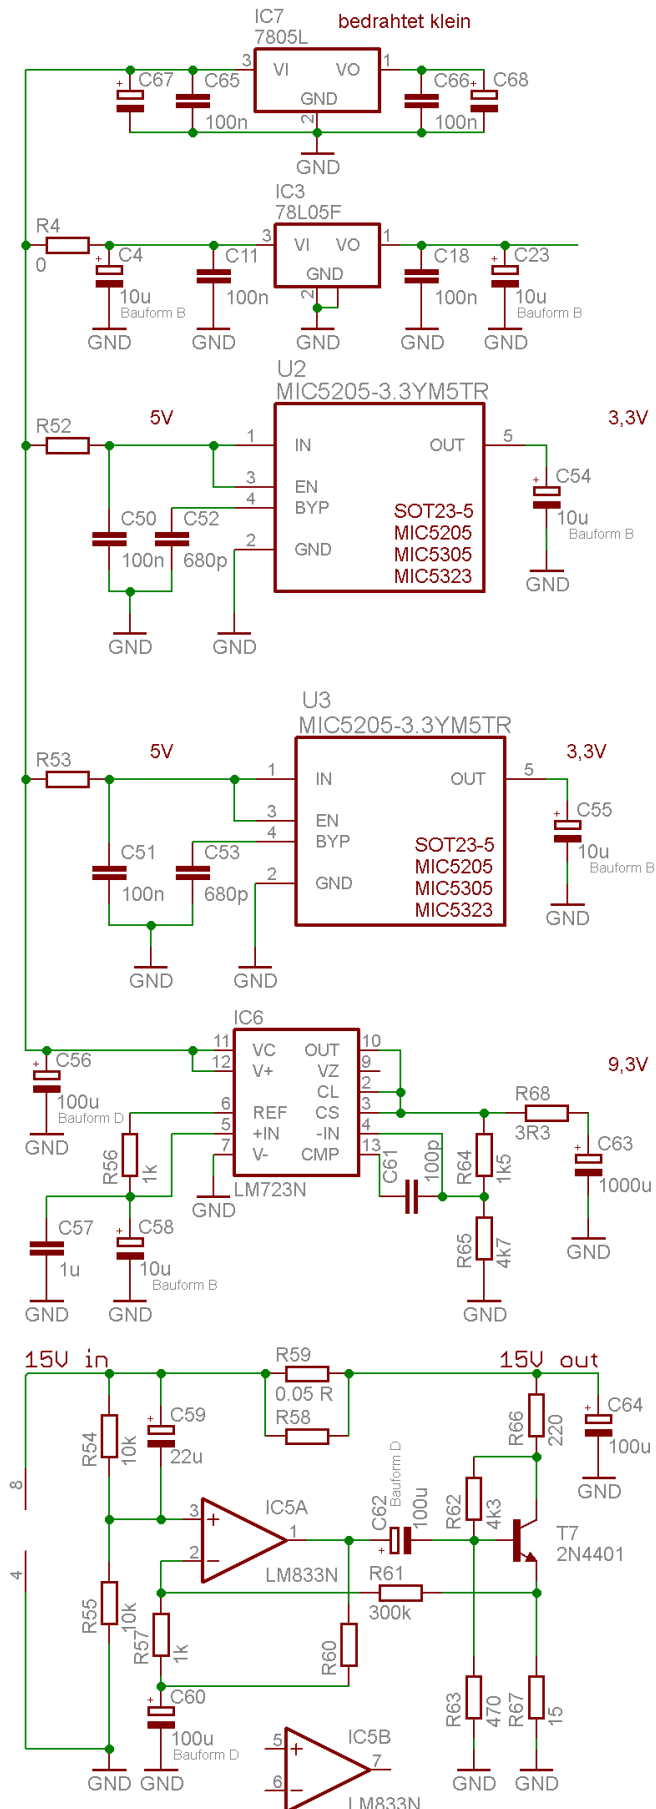 IC7
bedrahtet klein
7805L
3
VI
VO
1
C67
C65
C66
C68
GND
100n
2
100n
GND
IC3
78L05F
R4
0
3
VI
VO
1
C4
C11
C18
C23
GND
10u
100n
2
100n
10u
Bauform B
Bauform B
GND
GND
GND
GND
GND
U2
MIC5205-3.3YM5TR
R52
5V
3,3V
1
IN
OUT
5
3
EN
4
BYP
C54
C50
C52
SOT23-5
10u
MIC5205
Bauform B
2
GND
MIC5305
100n
680p
MIC5323
GND
GND
GND
U3
MIC5205-3.3YM5TR
R53
5V
3,3V
1
IN
OUT
5
3
EN
4
BYP
C55
C51
C53
SOT23-5
10u
MIC5205
Bauform B
2
GND
MIC5305
100n
680p
MIC5323
GND
GND
GND
IC6
11
VC
OUT
10
12
V+
VZ
9
9,3V
C56
CL
2
100u
Bauform D
6
REF
CS
3
R68
5
+IN
-IN
4
3R3
GND
7
V-
CMP
13
R56
1k
C61
100p
R64
1k5
C63
1000u
LM723N
GND
C57
C58
1u
10u
Bauform B
R65
4k7
GND
GND
GND
GND
15V in
R59
15V out
0.05 R
R58
R54
10k
C59
22u
R66
220
C64
100u
GND
8
C62
Bauform D
100u
R62
4k3
3
+
IC5A
1
T7
2N4401
2
−
LM833N
4
R61
300k
R55
10k
R57
1k
R60
C60
100u
Bauform D
R63
470
R67
15
IC5B
5
+
7
6
−
GND
GND
GND
GND
LM833N